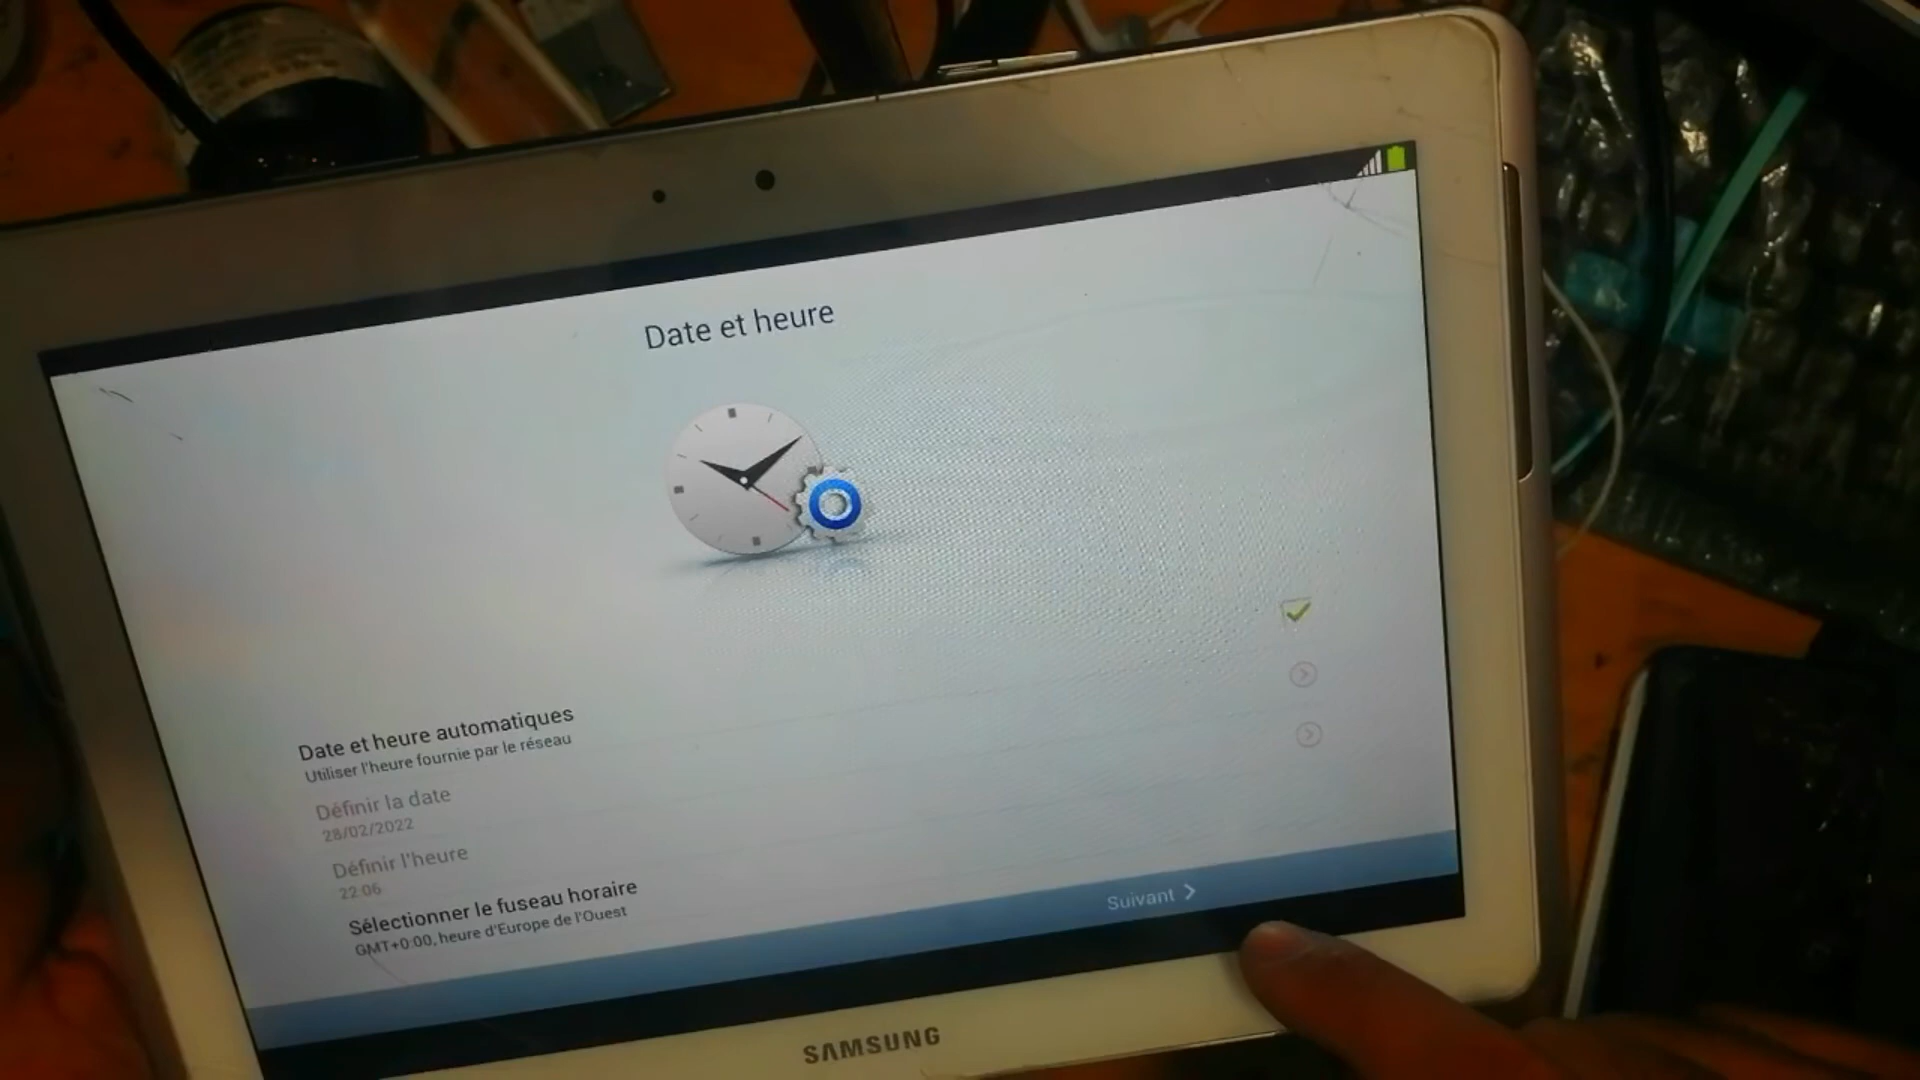 Date et heure
Date et heure automatiques
Utiliser l'heure fournie par le réseau
Définir la date
28/02/2022
Définir l'heure
22:06
Sélectionner le fuseau horaire
GMT+0:00, heure d'Europe de l'Ouest
Suivant
SAMSUNG